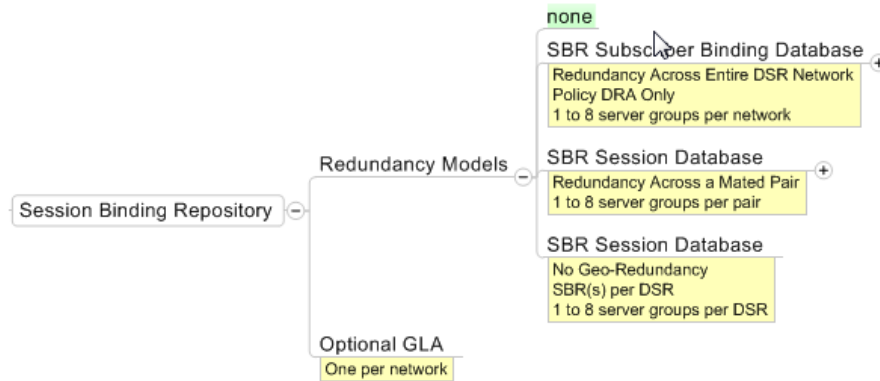 none
SBR Subscriber Binding Database
Redundancy Across Entire DSR Network
Policy DRA Only
1 to 8 server groups per network
SBR Session Database
Redundancy Across a Mated Pair
1 to 8 server groups per pair
Redundancy Models
Session Binding Repository
SBR Session Database
No Geo-Redundancy
SBR(s) per DSR
1 to 8 server groups per DSR
Optional GLA
One per network